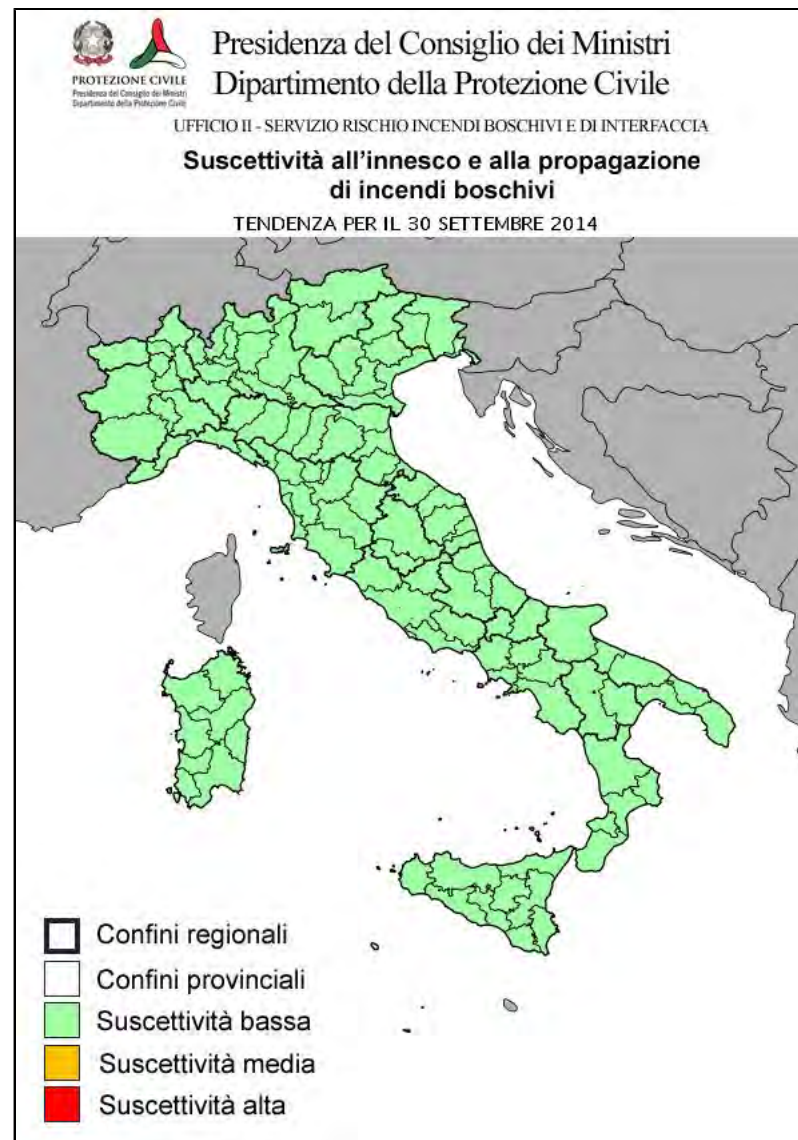 Presidenza del Consiglio dei Ministri
Dipartimento della Protezione Civile
PROTEZIONE CIVILE
Presidenza del Consiglio dei Ministri
Dipartimento della Protezione Civile
UFFICIO II - SERVIZIO RISCHIO INCENDI BOSCHIVI E DI INTERFACCIA
Suscettività all'innesco e alla propagazione
di incendi boschivi
TENDENZA PER IL 30 SETTEMBRE 2014
Confini regionali
Confini provinciali
Suscettività bassa
Suscettività media
Suscettività alta